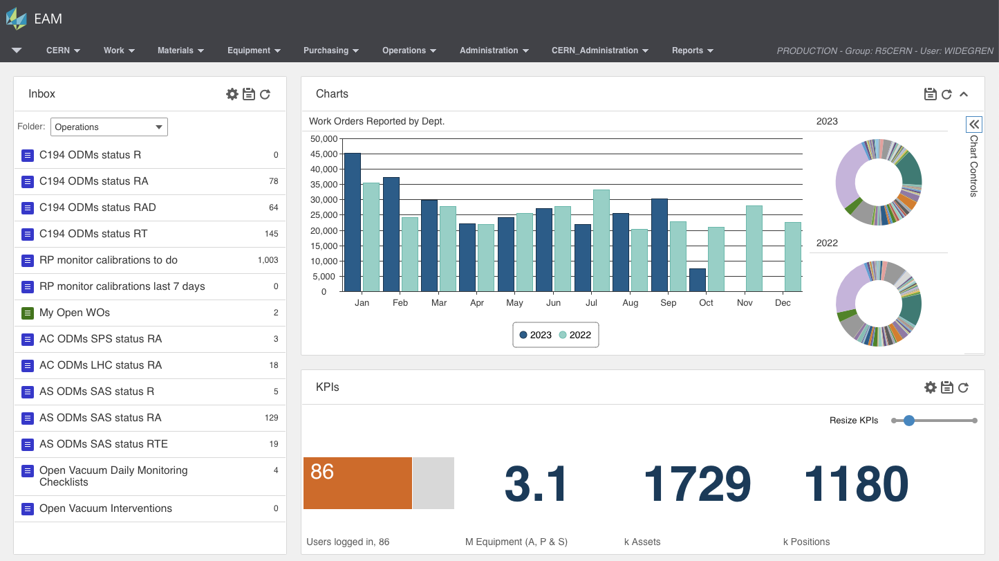 EAM
CERN Work Materials Equipment Purchasing Operations Administration CERN_Administration Reports PRODUCTION - Group: R5CERN - User: WIDEGREN
Inbox
Folder: Operations
C194 ODMs status R 0
C194 ODMs status RA 78
C194 ODMs status RAD 64
C194 ODMs status RT 145
RP monitor calibrations to do 1,003
RP monitor calibrations last 7 days 0
My Open WOs 2
AC ODMs SPS status RA 3
AC ODMs LHC status RA 18
AS ODMs SAS status R 5
AS ODMs SAS status RA 129
AS ODMs SAS status RTE 19
Open Vacuum Daily Monitoring 4
Checklists
Open Vacuum Interventions 0
Charts
Work Orders Reported by Dept.
50,000
45,000
40,000
35,000
30,000
25,000
20,000
15,000
10,000
5,000
0
Jan Feb Mar Apr May Jun Jul Aug Sep Oct Nov Dec
2023 2022
2023
2022
Chart Controls
KPIs
Resize KPIs
86 3.1 1729 1180
Users logged in, 86 M Equipment (A, P & S) k Assets k Positions